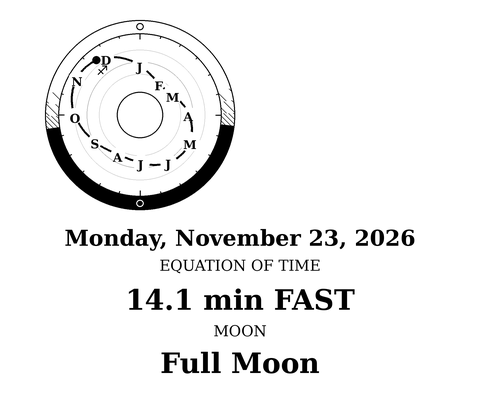 J
F
M
A
M
J
J
A
S
O
N
D
Monday, November 23, 2026
EQUATION OF TIME
14.1 min FAST
MOON
Full Moon